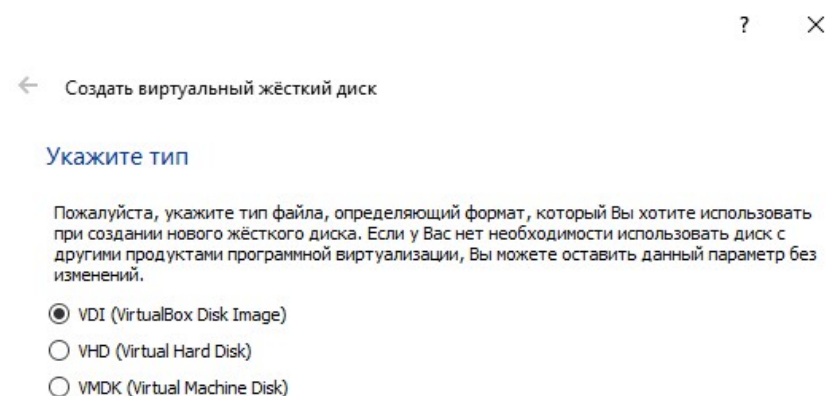 ?
Создать виртуальный жёсткий диск
Укажите тип
Пожалуйста, укажите тип файла, определяющий формат, который Вы хотите использовать
при создании нового жёсткого диска. Если у Вас нет необходимости использовать диск с
другими продуктами программной виртуализации, Вы можете оставить данный параметр без
изменений.
VDI (VirtualBox Disk Image)
VHD (Virtual Hard Disk)
VMDK (Virtual Machine Disk)